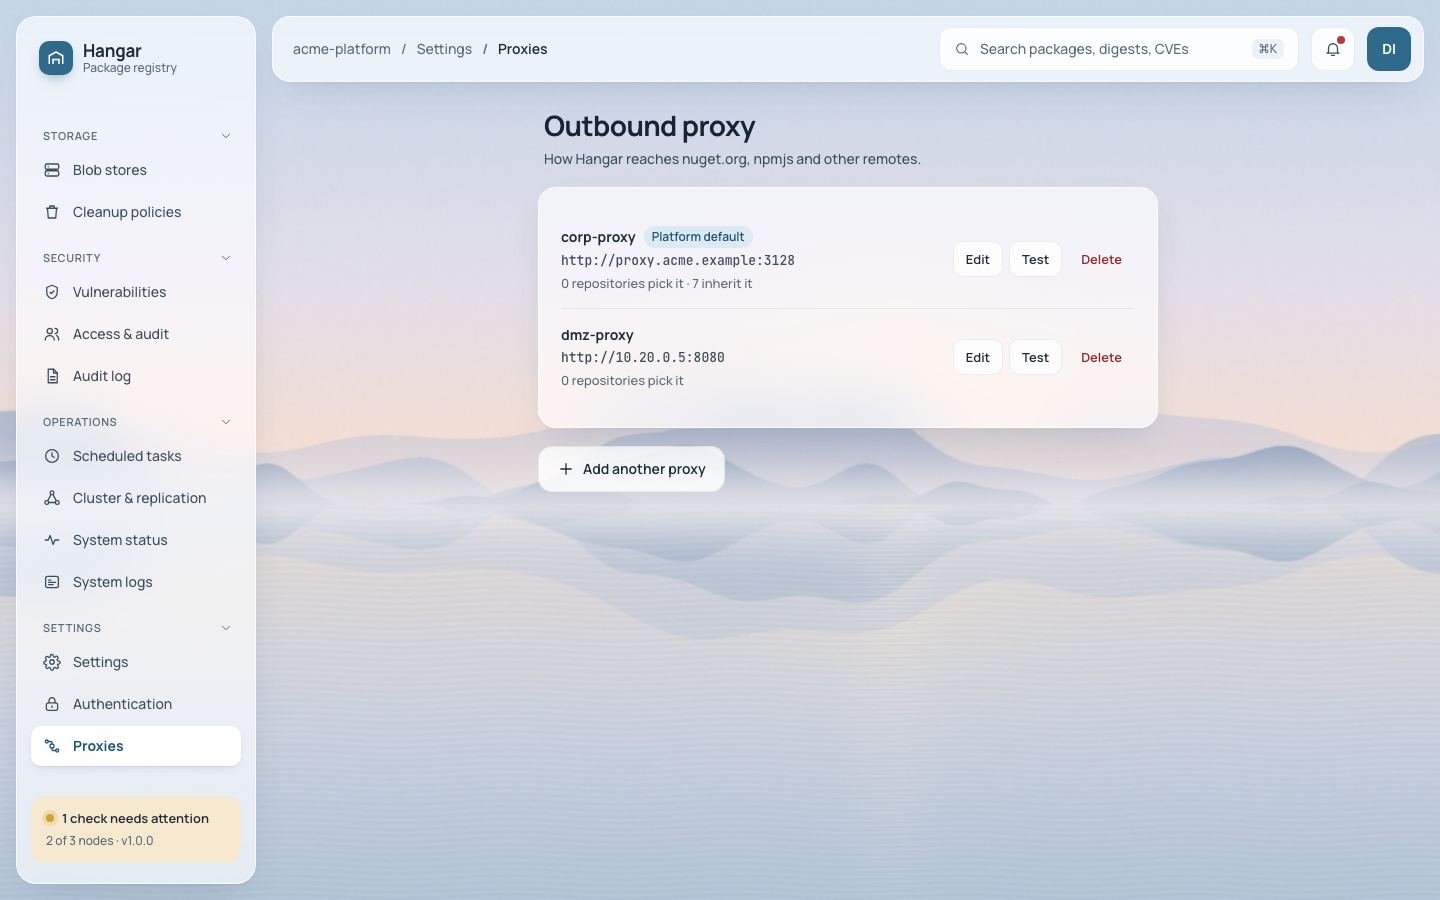 Hangar
Package registry
STORAGE
Blob stores
Cleanup policies
SECURITY
Vulnerabilities
Access & audit
Audit log
OPERATIONS
Scheduled tasks
Cluster & replication
System status
System logs
SETTINGS
Settings
Authentication
Proxies
1 check needs attention
2 of 3 nodes · v1.0.0
acme-platform / Settings / Proxies
Search packages, digests, CVEs ⌘K
DI
Outbound proxy
How Hangar reaches nuget.org, npmjs and other remotes.
corp-proxy Platform default
http://proxy.acme.example:3128
0 repositories pick it · 7 inherit it
Edit Test Delete
dmz-proxy
http://10.20.0.5:8080
0 repositories pick it
Edit Test Delete
Add another proxy